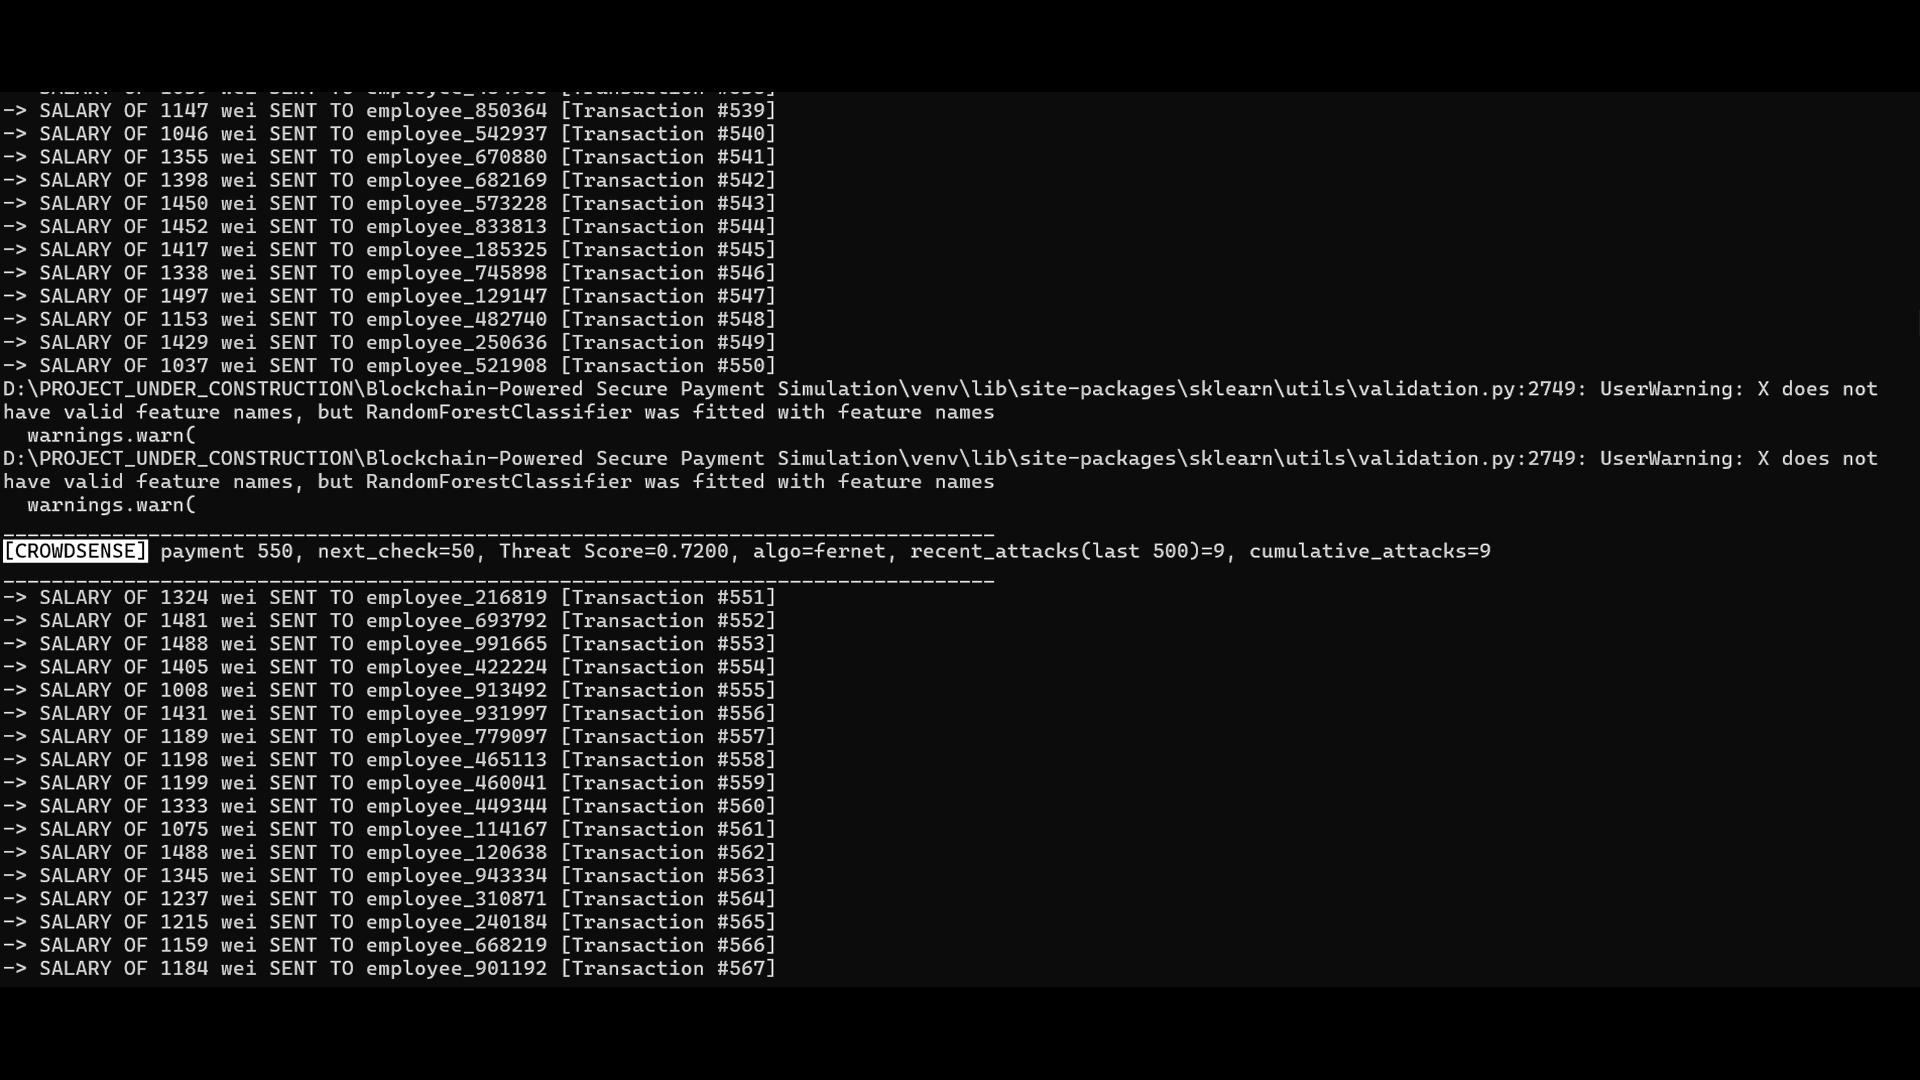 -> SALARY OF 1147 wei SENT TO employee_850364 [Transaction #539]
-> SALARY OF 1046 wei SENT TO employee_542937 [Transaction #540]
-> SALARY OF 1355 wei SENT TO employee_670880 [Transaction #541]
-> SALARY OF 1398 wei SENT TO employee_682169 [Transaction #542]
-> SALARY OF 1450 wei SENT TO employee_573228 [Transaction #543]
-> SALARY OF 1452 wei SENT TO employee_833813 [Transaction #544]
-> SALARY OF 1417 wei SENT TO employee_185325 [Transaction #545]
-> SALARY OF 1338 wei SENT TO employee_745898 [Transaction #546]
-> SALARY OF 1497 wei SENT TO employee_129147 [Transaction #547]
-> SALARY OF 1153 wei SENT TO employee_482740 [Transaction #548]
-> SALARY OF 1429 wei SENT TO employee_250636 [Transaction #549]
-> SALARY OF 1037 wei SENT TO employee_521908 [Transaction #550]
D:\PROJECT_UNDER_CONSTRUCTION\Blockchain-Powered Secure Payment Simulation\venv\lib\site-packages\sklearn\utils\validation.py:2749: UserWarning: X does not
have valid feature names, but RandomForestClassifier was fitted with feature names
  warnings.warn(
D:\PROJECT_UNDER_CONSTRUCTION\Blockchain-Powered Secure Payment Simulation\venv\lib\site-packages\sklearn\utils\validation.py:2749: UserWarning: X does not
have valid feature names, but RandomForestClassifier was fitted with feature names
  warnings.warn(
__________________________________________________________________________________
[CROWDSENSE] payment 550, next_check=50, Threat Score=0.7200, algo=fernet, recent_attacks(last 500)=9, cumulative_attacks=9
__________________________________________________________________________________
-> SALARY OF 1324 wei SENT TO employee_216819 [Transaction #551]
-> SALARY OF 1481 wei SENT TO employee_693792 [Transaction #552]
-> SALARY OF 1488 wei SENT TO employee_991665 [Transaction #553]
-> SALARY OF 1405 wei SENT TO employee_422224 [Transaction #554]
-> SALARY OF 1008 wei SENT TO employee_913492 [Transaction #555]
-> SALARY OF 1431 wei SENT TO employee_931997 [Transaction #556]
-> SALARY OF 1189 wei SENT TO employee_779097 [Transaction #557]
-> SALARY OF 1198 wei SENT TO employee_465113 [Transaction #558]
-> SALARY OF 1199 wei SENT TO employee_460041 [Transaction #559]
-> SALARY OF 1333 wei SENT TO employee_449344 [Transaction #560]
-> SALARY OF 1075 wei SENT TO employee_114167 [Transaction #561]
-> SALARY OF 1488 wei SENT TO employee_120638 [Transaction #562]
-> SALARY OF 1345 wei SENT TO employee_943334 [Transaction #563]
-> SALARY OF 1237 wei SENT TO employee_310871 [Transaction #564]
-> SALARY OF 1215 wei SENT TO employee_240184 [Transaction #565]
-> SALARY OF 1159 wei SENT TO employee_668219 [Transaction #566]
-> SALARY OF 1184 wei SENT TO employee_901192 [Transaction #567]